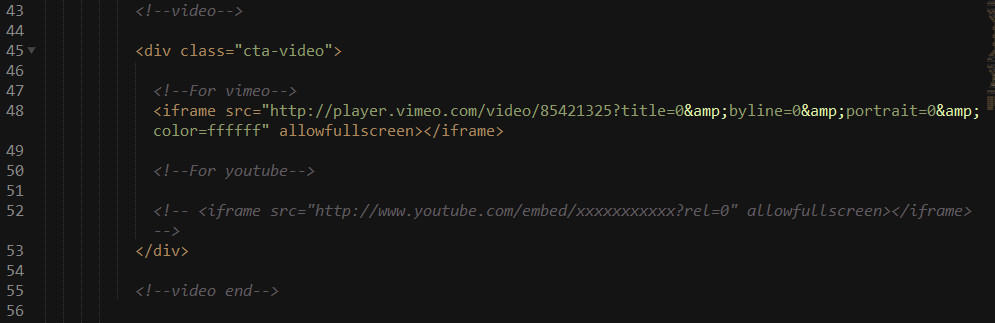 43 <!--video-->
44
45 <div class="cta-video">
46
47 <!--For vimeo-->
48 <iframe src="http://player.vimeo.com/video/85421325?title=0&amp;byline=0&amp;portrait=0&amp;
color=ffffff" allowfullscreen></iframe>
49
50 <!--For youtube-->
51
52 <!-- <iframe src="http://www.youtube.com/embed/xxxxxxxxxxx?rel=0" allowfullscreen></iframe>
-->
53 </div>
54
55 <!--video end-->
56